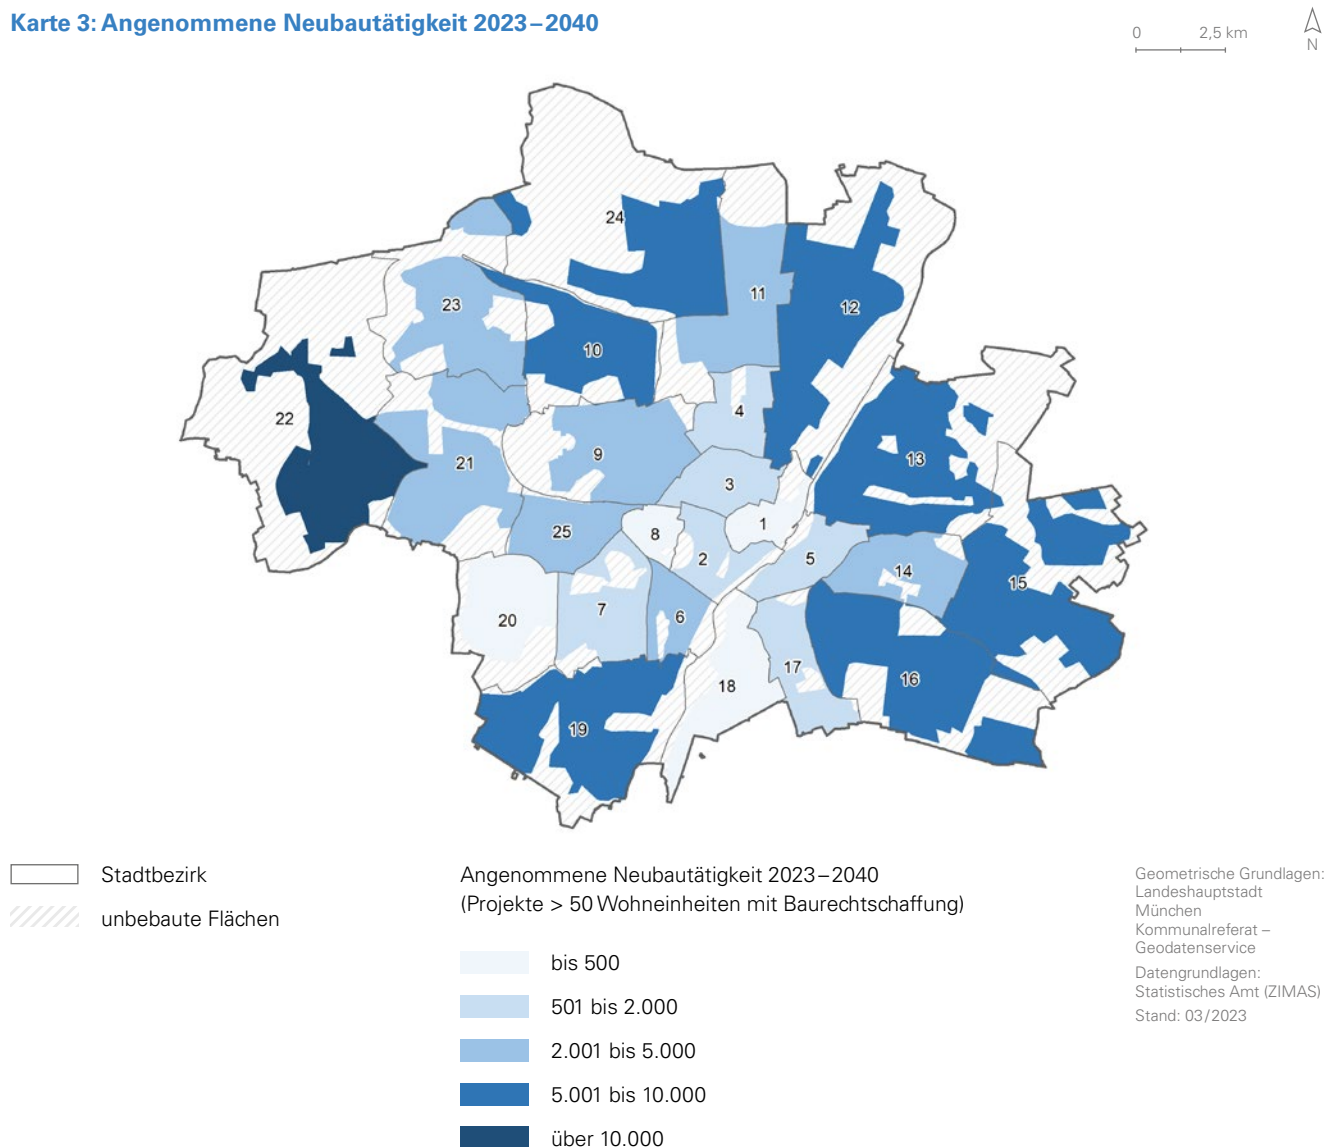 Karte 3: Angenommene Neubautätigkeit 2023–2040
0 2,5 km
N
24
11
12
23
10
22
4
9
21
13
3
1
8
25
2
5
14
15
7
6
20
17
16
18
19
Stadtbezirk
unbebaute Flächen
Angenommene Neubautätigkeit 2023–2040
(Projekte > 50 Wohneinheiten mit Baurechtschaffung)
bis 500
501 bis 2.000
2.001 bis 5.000
5.001 bis 10.000
über 10.000
Geometrische Grundlagen:
Landeshauptstadt
München
Kommunalreferat –
Geodatenservice
Datengrundlagen:
Statistisches Amt (ZIMAS)
Stand: 03/2023